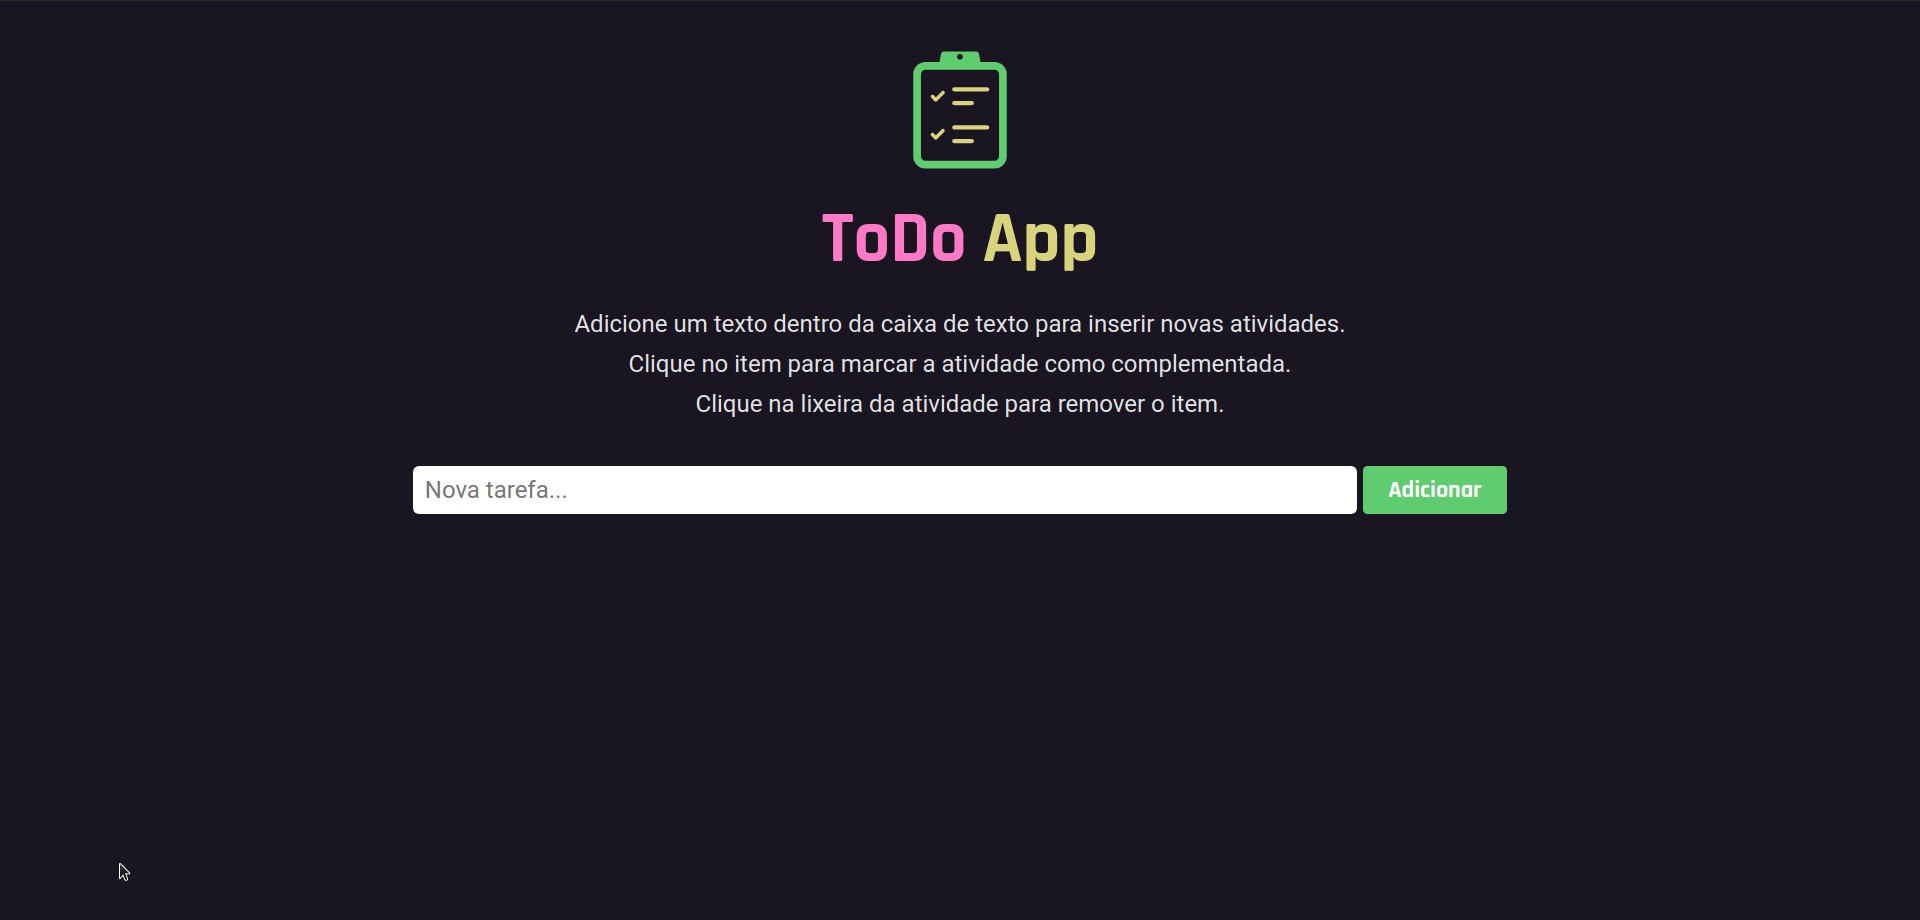 ToDo App
Adicione um texto dentro da caixa de texto para inserir novas atividades.
Clique no item para marcar a atividade como complementada.
Clique na lixeira da atividade para remover o item.
Nova tarefa... Adicionar